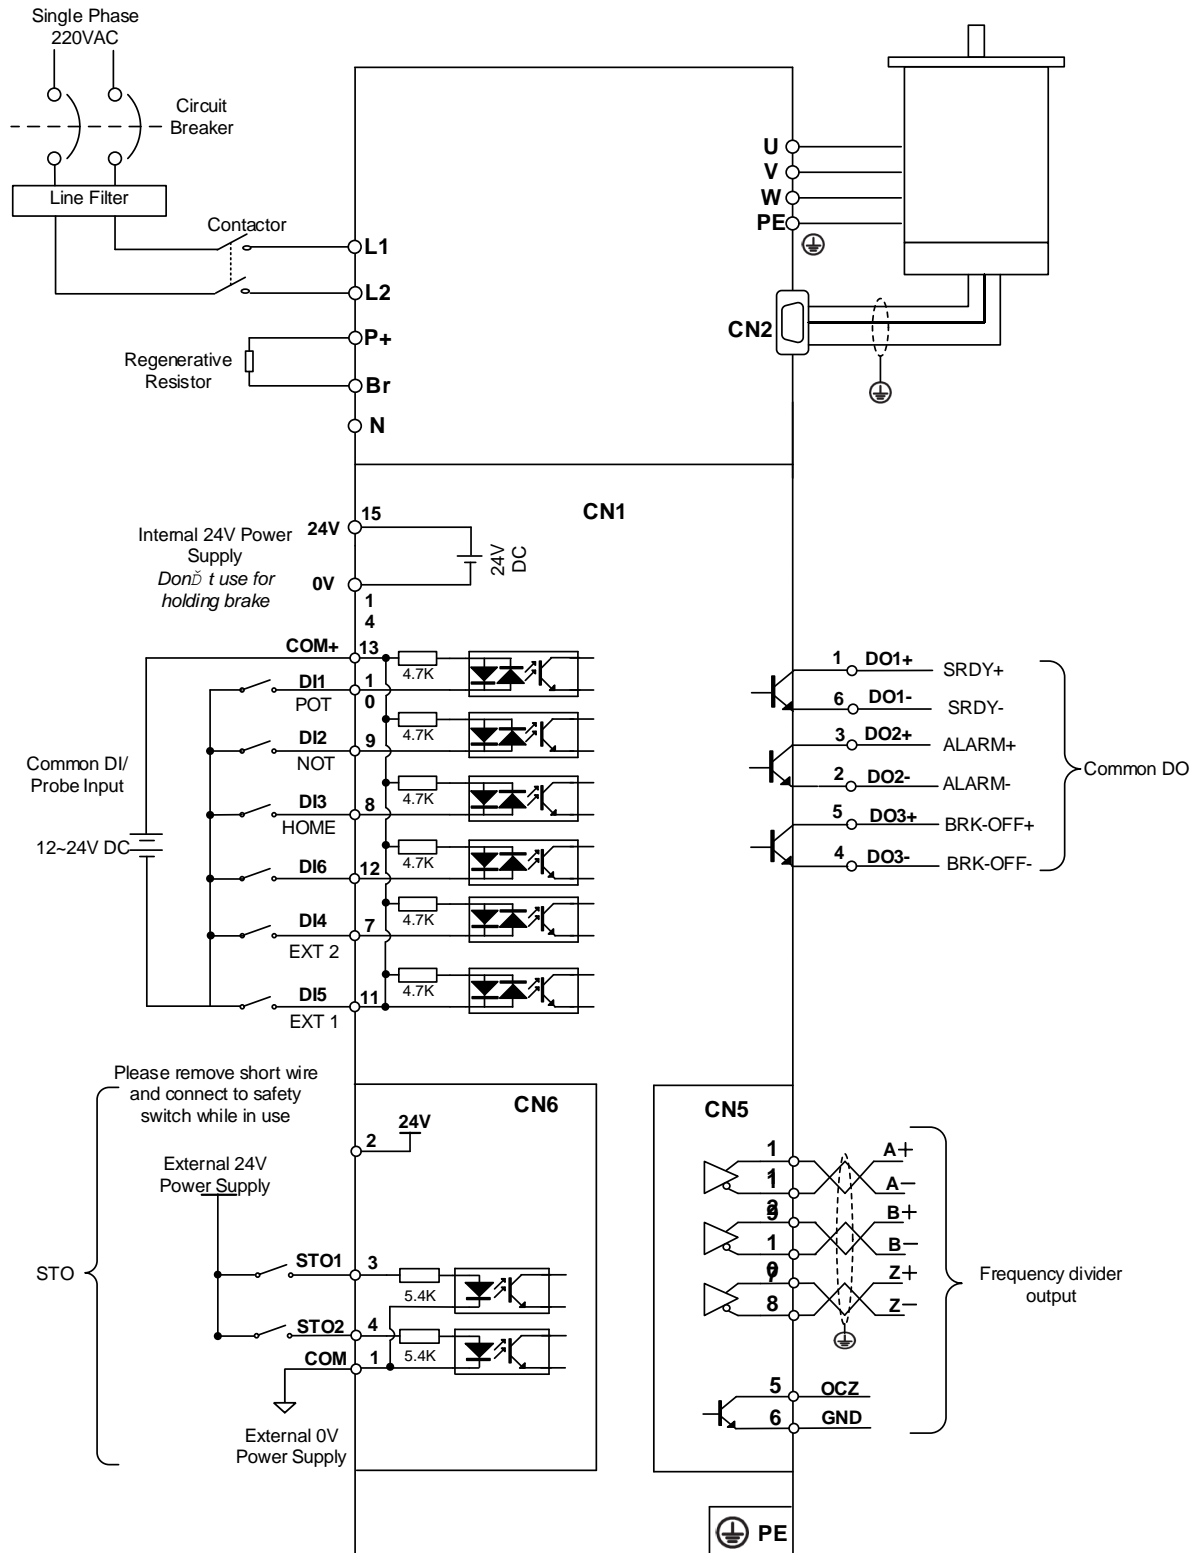 Single Phase
220VAC
Circuit
Breaker
Line Filter
Contactor
L1
L2
P+
Regenerative
Resistor
Br
N
U
V
W
PE
CN2
CN1
15
24V
Internal 24V Power
Supply
DonĎ t use for
holding brake
24V
DC
0V
1
4
COM+
13
4.7K
DI1
1
POT
0
4.7K
DI2
9
NOT
4.7K
DI3
8
HOME
4.7K
DI6
12
4.7K
DI4
7
EXT 2
4.7K
DI5
11
EXT 1
Common DI/
Probe Input
12~24V DC
1 DO1+ SRDY+
6 DO1- SRDY-
3 DO2+ ALARM+
2 DO2- ALARM-
5 DO3+ BRK-OFF+
4 DO3- BRK-OFF-
Common DO
Please remove short wire
and connect to safety
switch while in use
CN6
24V
2
External 24V
Power Supply
STO
STO1
3
5.4K
STO2
4
5.4K
COM
1
External 0V
Power Supply
CN5
1
A+
1
A-
B+
1
B-
Z+
8
Z-
Frequency divider
output
5 OCZ
6 GND
PE